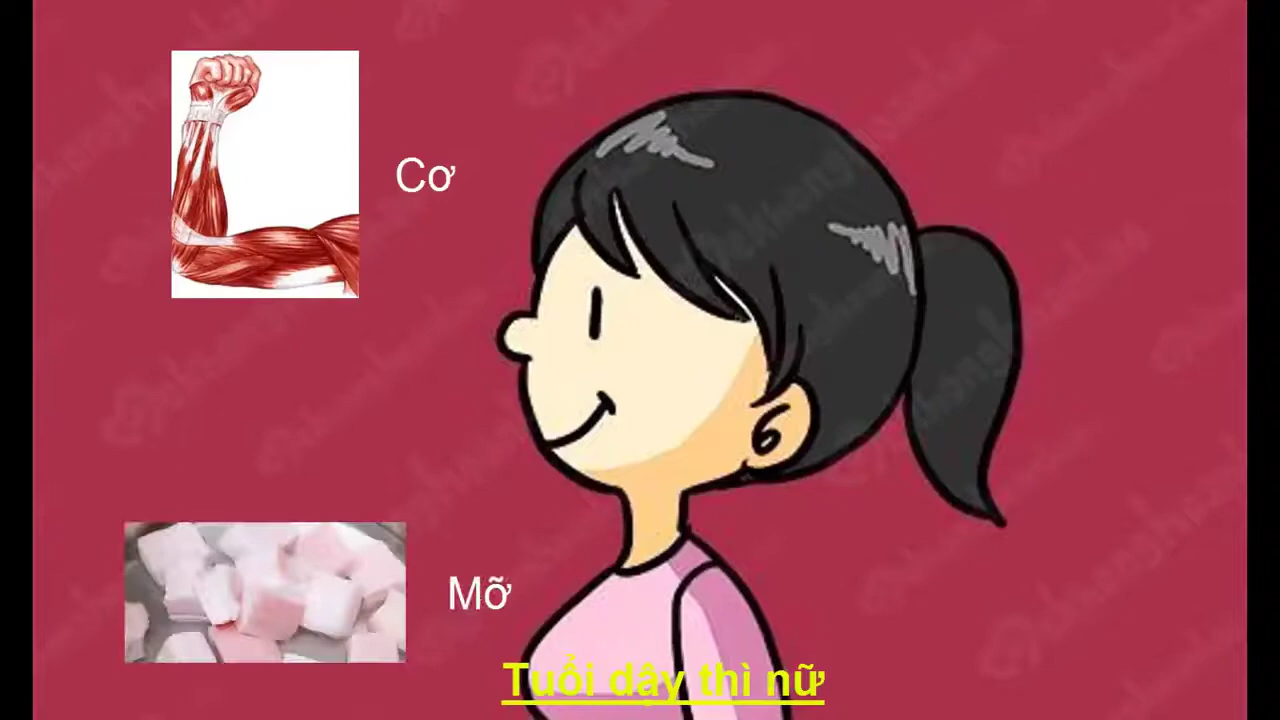 Cơ
Mỡ
Tuổi dậy thì nữ